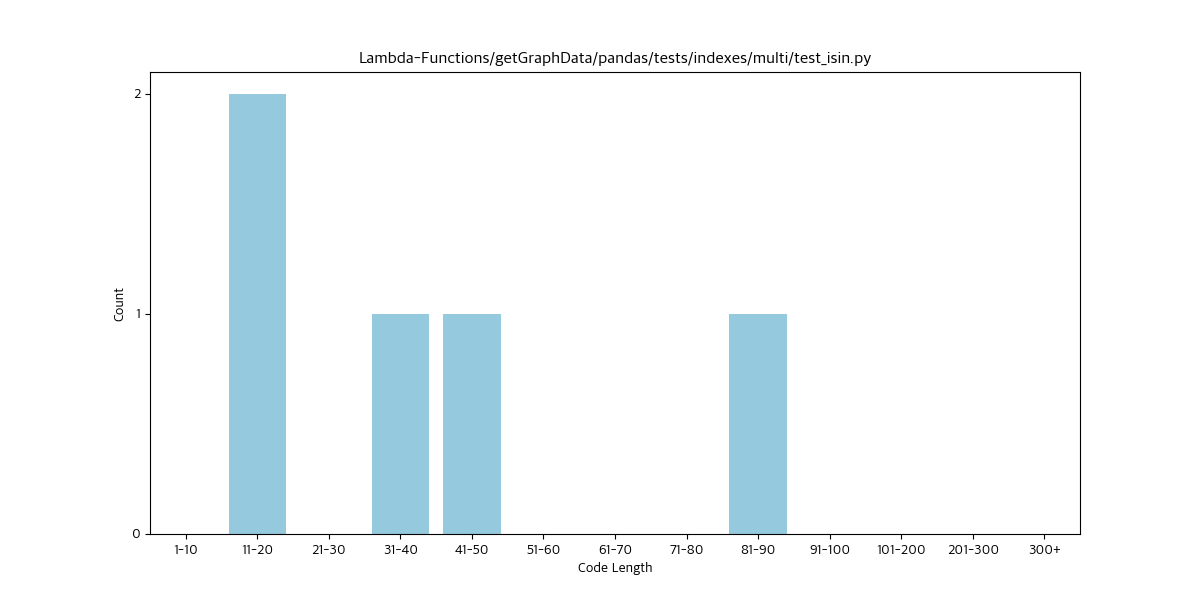 Lambda-Functions/getGraphData/pandas/tests/indexes/multi/test_isin.py
2
1
0
Count
1-10 11-20 21-30 31-40 41-50 51-60 61-70 71-80 81-90 91-100 101-200 201-300 300+
Code Length